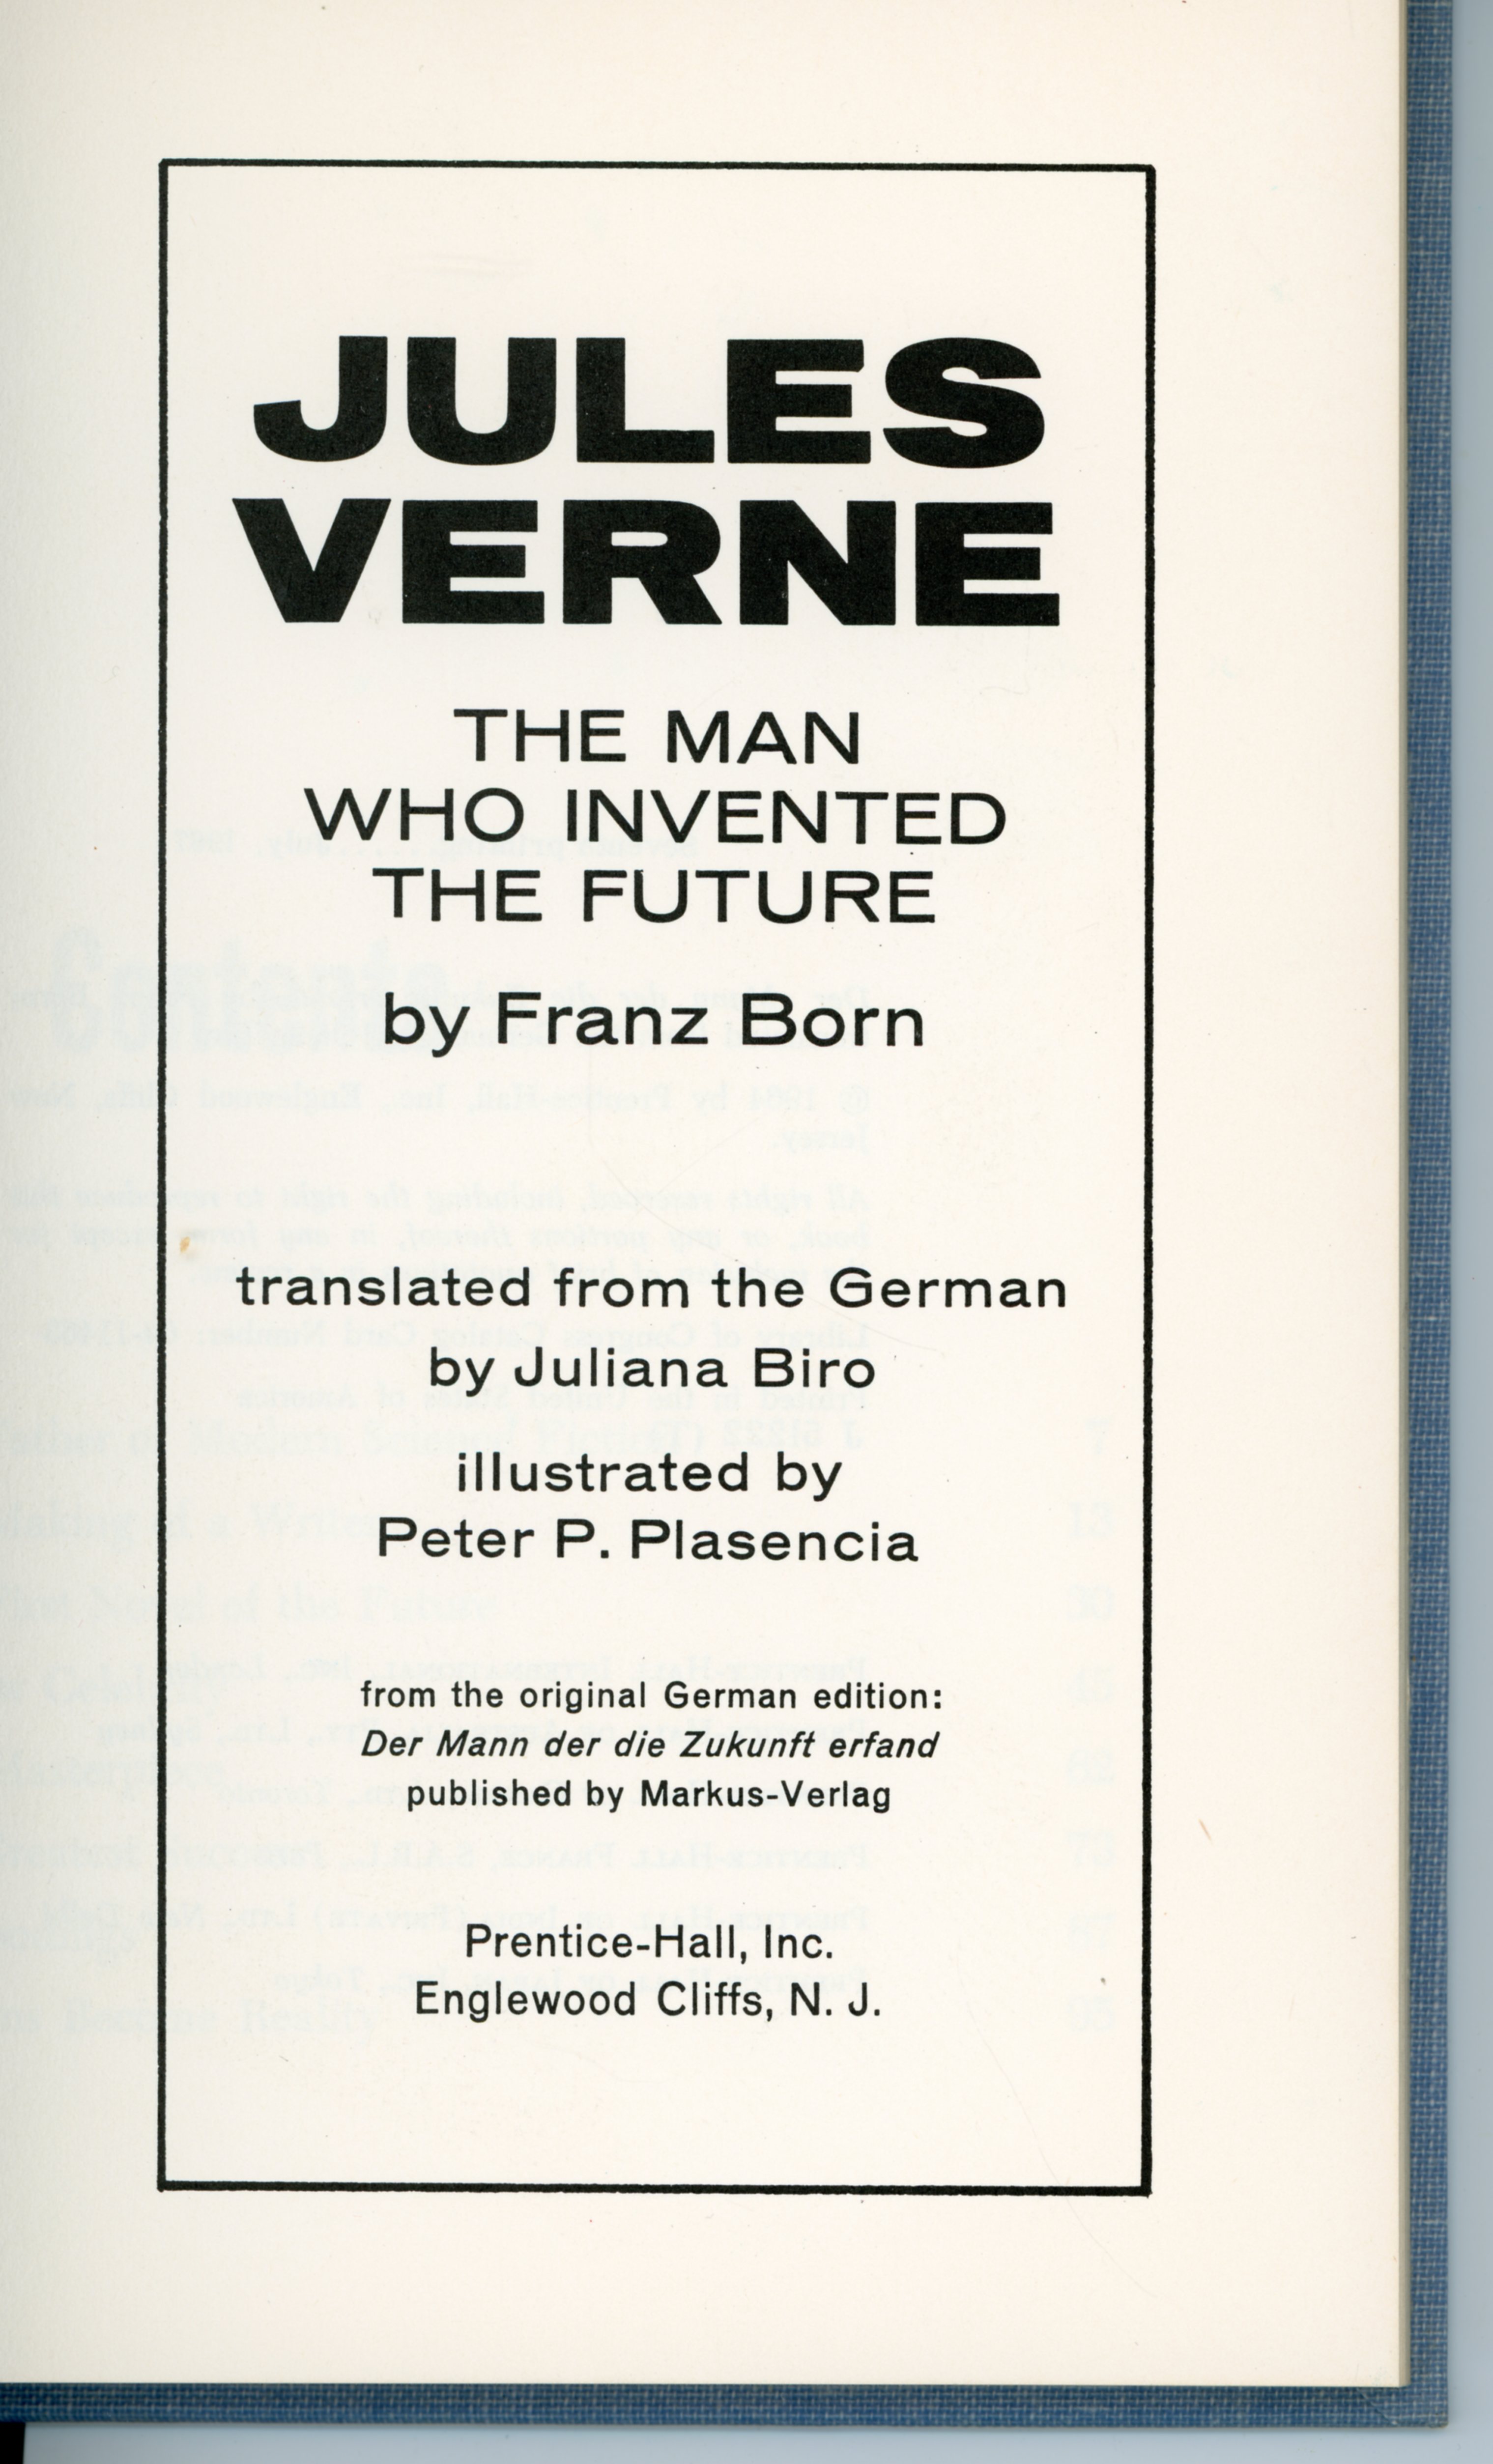 JULES
VERNE
THE MAN
WHO INVENTED
THE FUTURE
by Franz Born
translated from the German
by Juliana Biro
illustrated by
Peter P. Plasencia
from the original German edition:
Der Mann der die Zukunft erfand
published by Markus-Verlag
Prentice-Hall, Inc.
Englewood Cliffs, N. J.